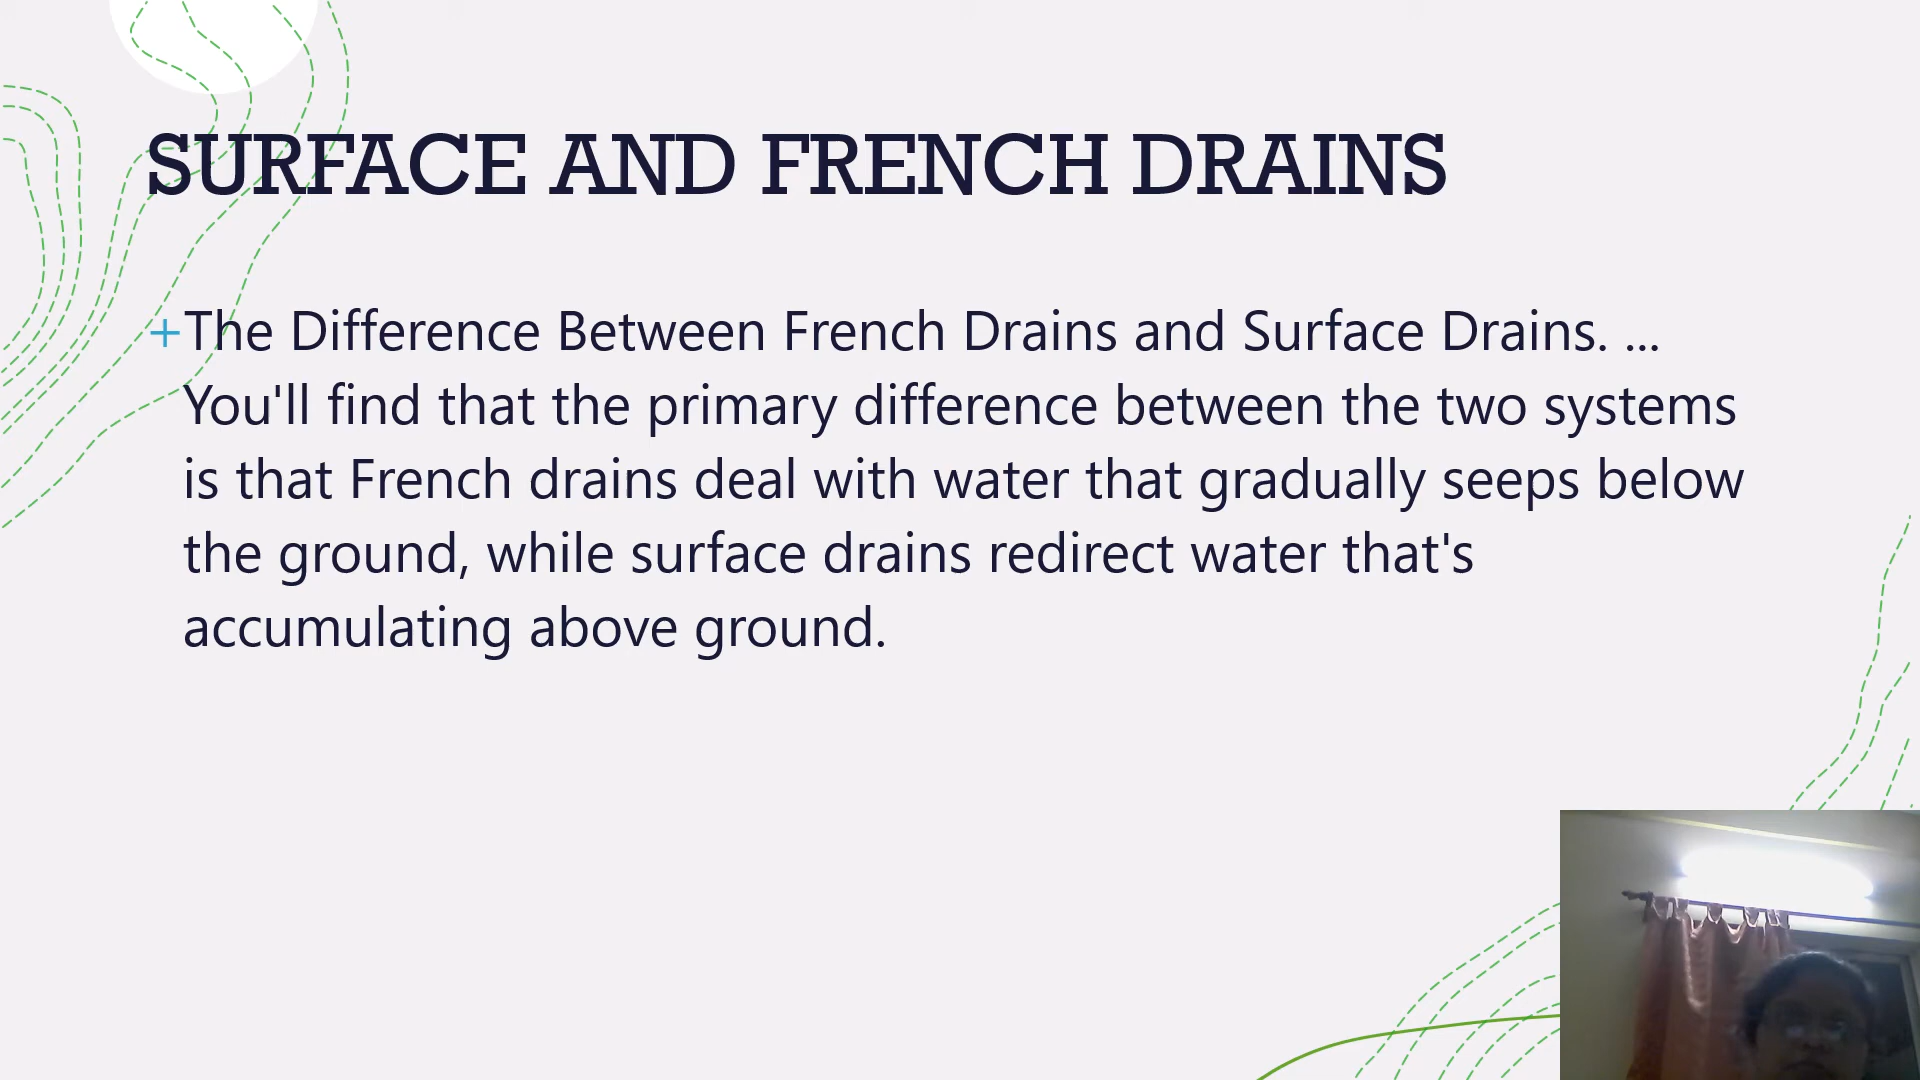 SURFACE AND FRENCH DRAINS
+The Difference Between French Drains and Surface Drains. ...
You'll find that the primary difference between the two systems
is that French drains deal with water that gradually seeps below
the ground, while surface drains redirect water that's
accumulating above ground.